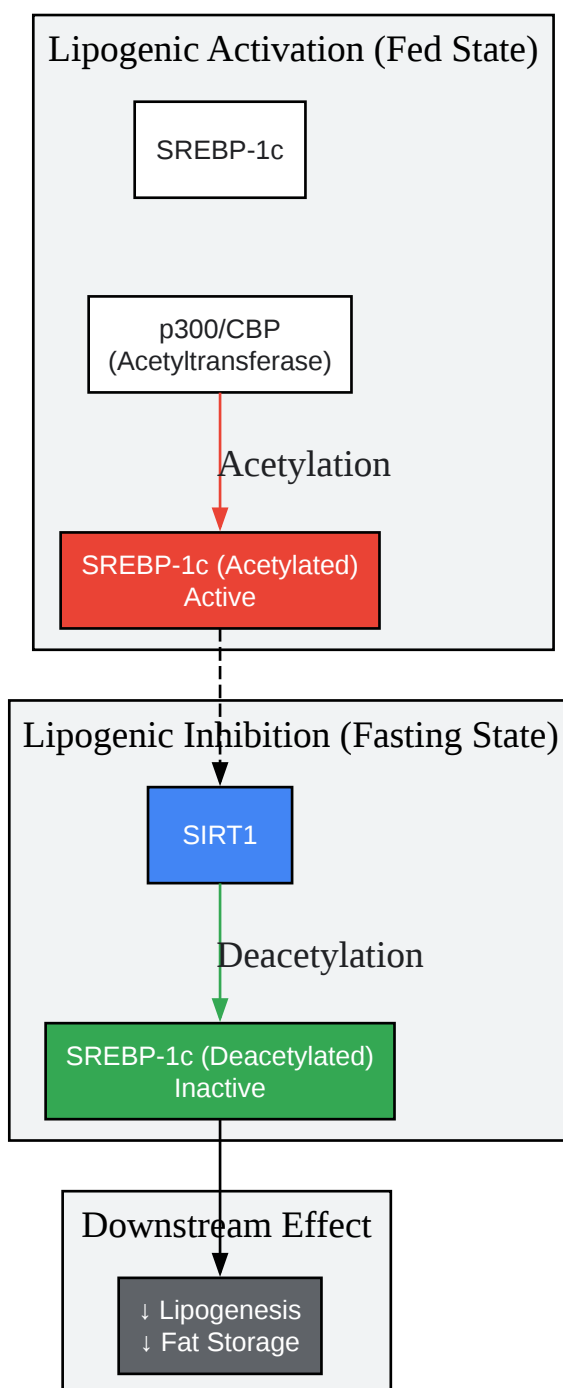 Lipogenic Activation (Fed State)
SREBP-1c
p300/CBP
(Acetyltransferase)
Acetylation
SREBP-1c (Acetylated)
Active
Lipogenic Inhibition (Fasting State)
SIRT1
Deacetylation
SREBP-1c (Deacetylated)
Inactive
Downstream Effect
↓ Lipogenesis
↓ Fat Storage